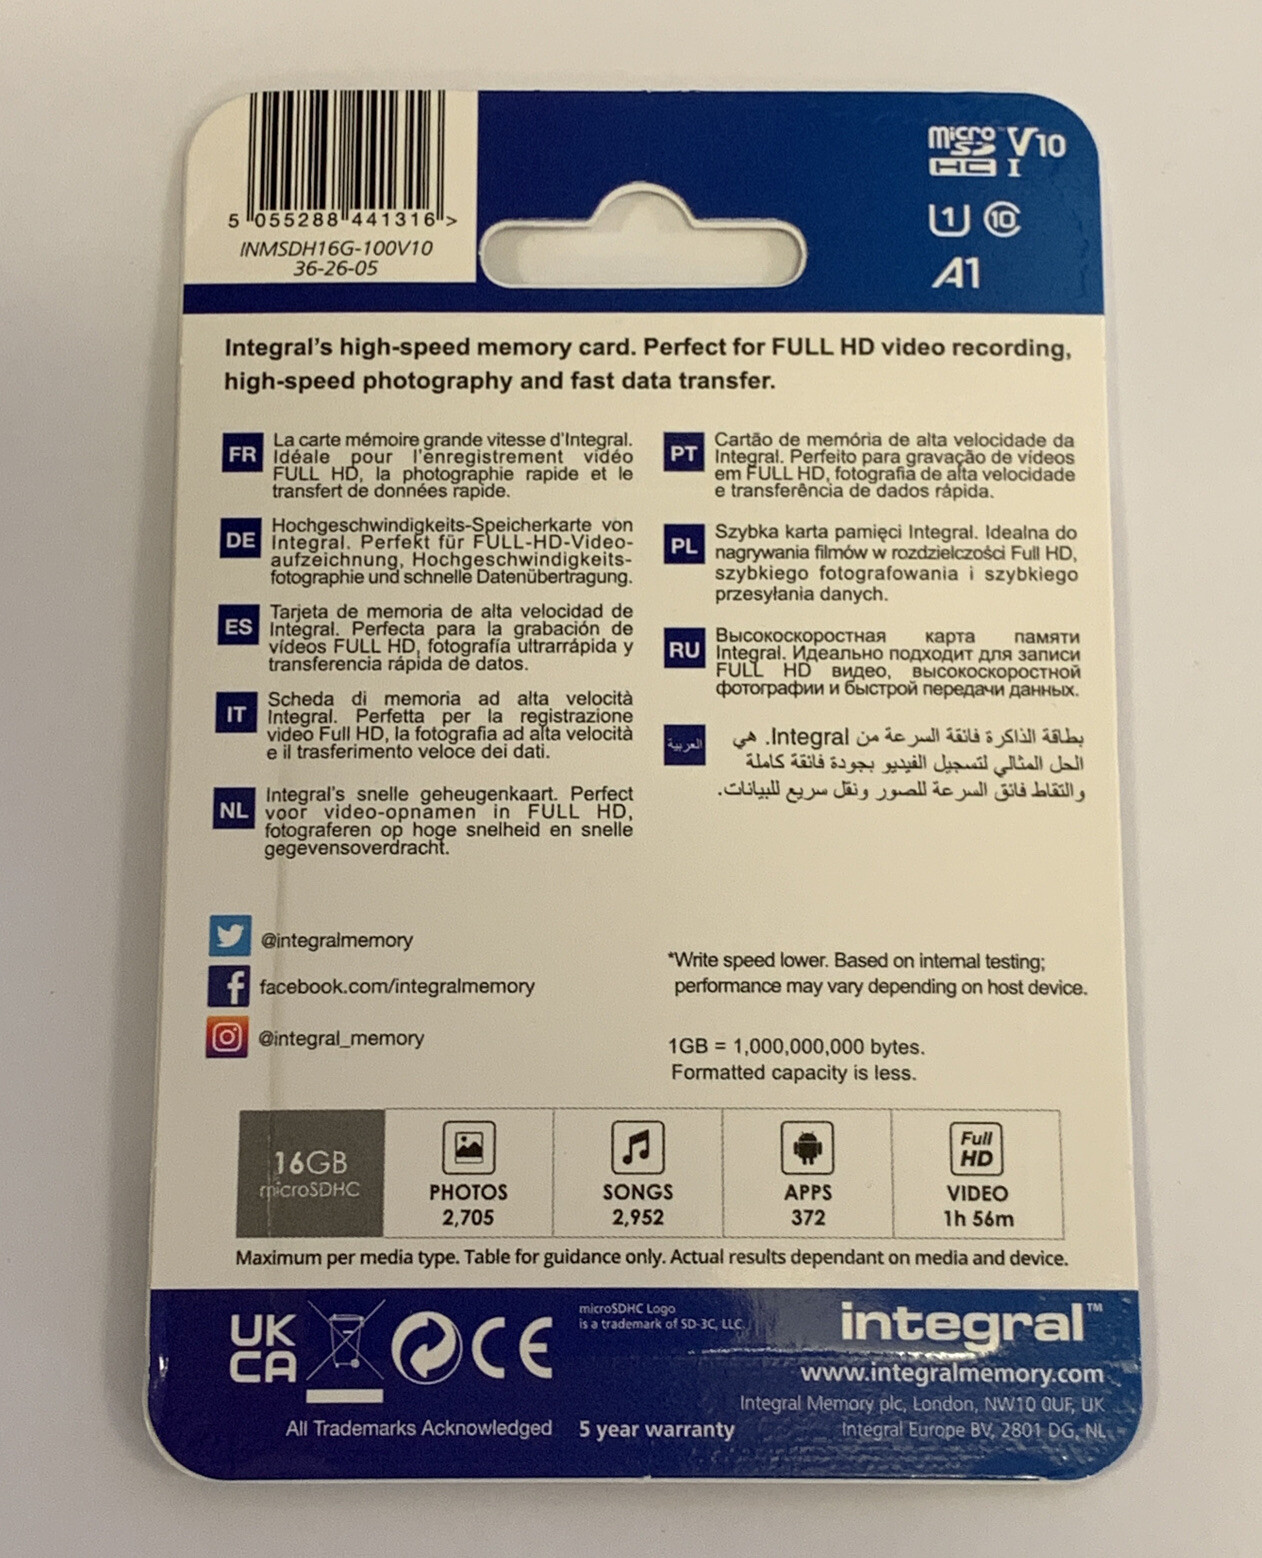 5 055288 441316 >
INMSDH16G-100V10
36-26-05
micro SD HC I V10
U1 C10
A1
Integral's high-speed memory card. Perfect for FULL HD video recording,
high-speed photography and fast data transfer.
FR
La carte mémoire grande vitesse d'Integral.
Idéale pour l'enregistrement vidéo
FULL HD, la photographie rapide et le
transfert de données rapide.
DE
Hochgeschwindigkeits-Speicherkarte von
Integral. Perfekt für FULL-HD-Video-
aufzeichnung, Hochgeschwindigkeits-
fotographie und schnelle Datenübertragung.
ES
Tarjeta de memoria de alta velocidad de
Integral. Perfecta para la grabación de
vídeos FULL HD, fotografía ultrarrápida y
transferencia rápida de datos.
IT
Scheda di memoria ad alta velocità
Integral. Perfetta per la registrazione
video Full HD, la fotografia ad alta velocità
e il trasferimento veloce dei dati.
NL
Integral's snelle geheugenkaart. Perfect
voor video-opnamen in FULL HD,
fotograferen op hoge snelheid en snelle
gegevensoverdracht.
PT
Cartão de memória de alta velocidade da
Integral. Perfeito para gravação de vídeos
em FULL HD, fotografia de alta velocidade
e transferência de dados rápida.
PL
Szybka karta pamięci Integral. Idealna do
nagrywania filmów w rozdzielczości Full HD,
szybkiego fotografowania i szybkiego
przesyłania danych.
RU
Высокоскоростная карта памяти
Integral. Идеально подходит для записи
FULL HD видео, высокоскоростной
фотографии и быстрой передачи данных.
العربية
بطاقة الذاكرة فائقة السرعة من Integral. هي
الحل المثالي لتسجيل الفيديو بجودة فائقة كاملة
والتقاط فائق السرعة للصور ونقل سريع للبيانات.
@integralmemory
facebook.com/integralmemory
@integral_memory
*Write speed lower. Based on internal testing;
performance may vary depending on host device.
1GB = 1,000,000,000 bytes.
Formatted capacity is less.
16GB
microSDHC
PHOTOS
2,705
SONGS
2,952
APPS
372
Full
HD
VIDEO
1h 56m
Maximum per media type. Table for guidance only. Actual results dependant on media and device.
UK
CA
CE
microSDHC Logo
is a trademark of SD-3C, LLC.
integral™
www.integralmemory.com
Integral Memory plc, London, NW10 0UF, UK
Integral Europe BV, 2801 DG, NL
All Trademarks Acknowledged
5 year warranty